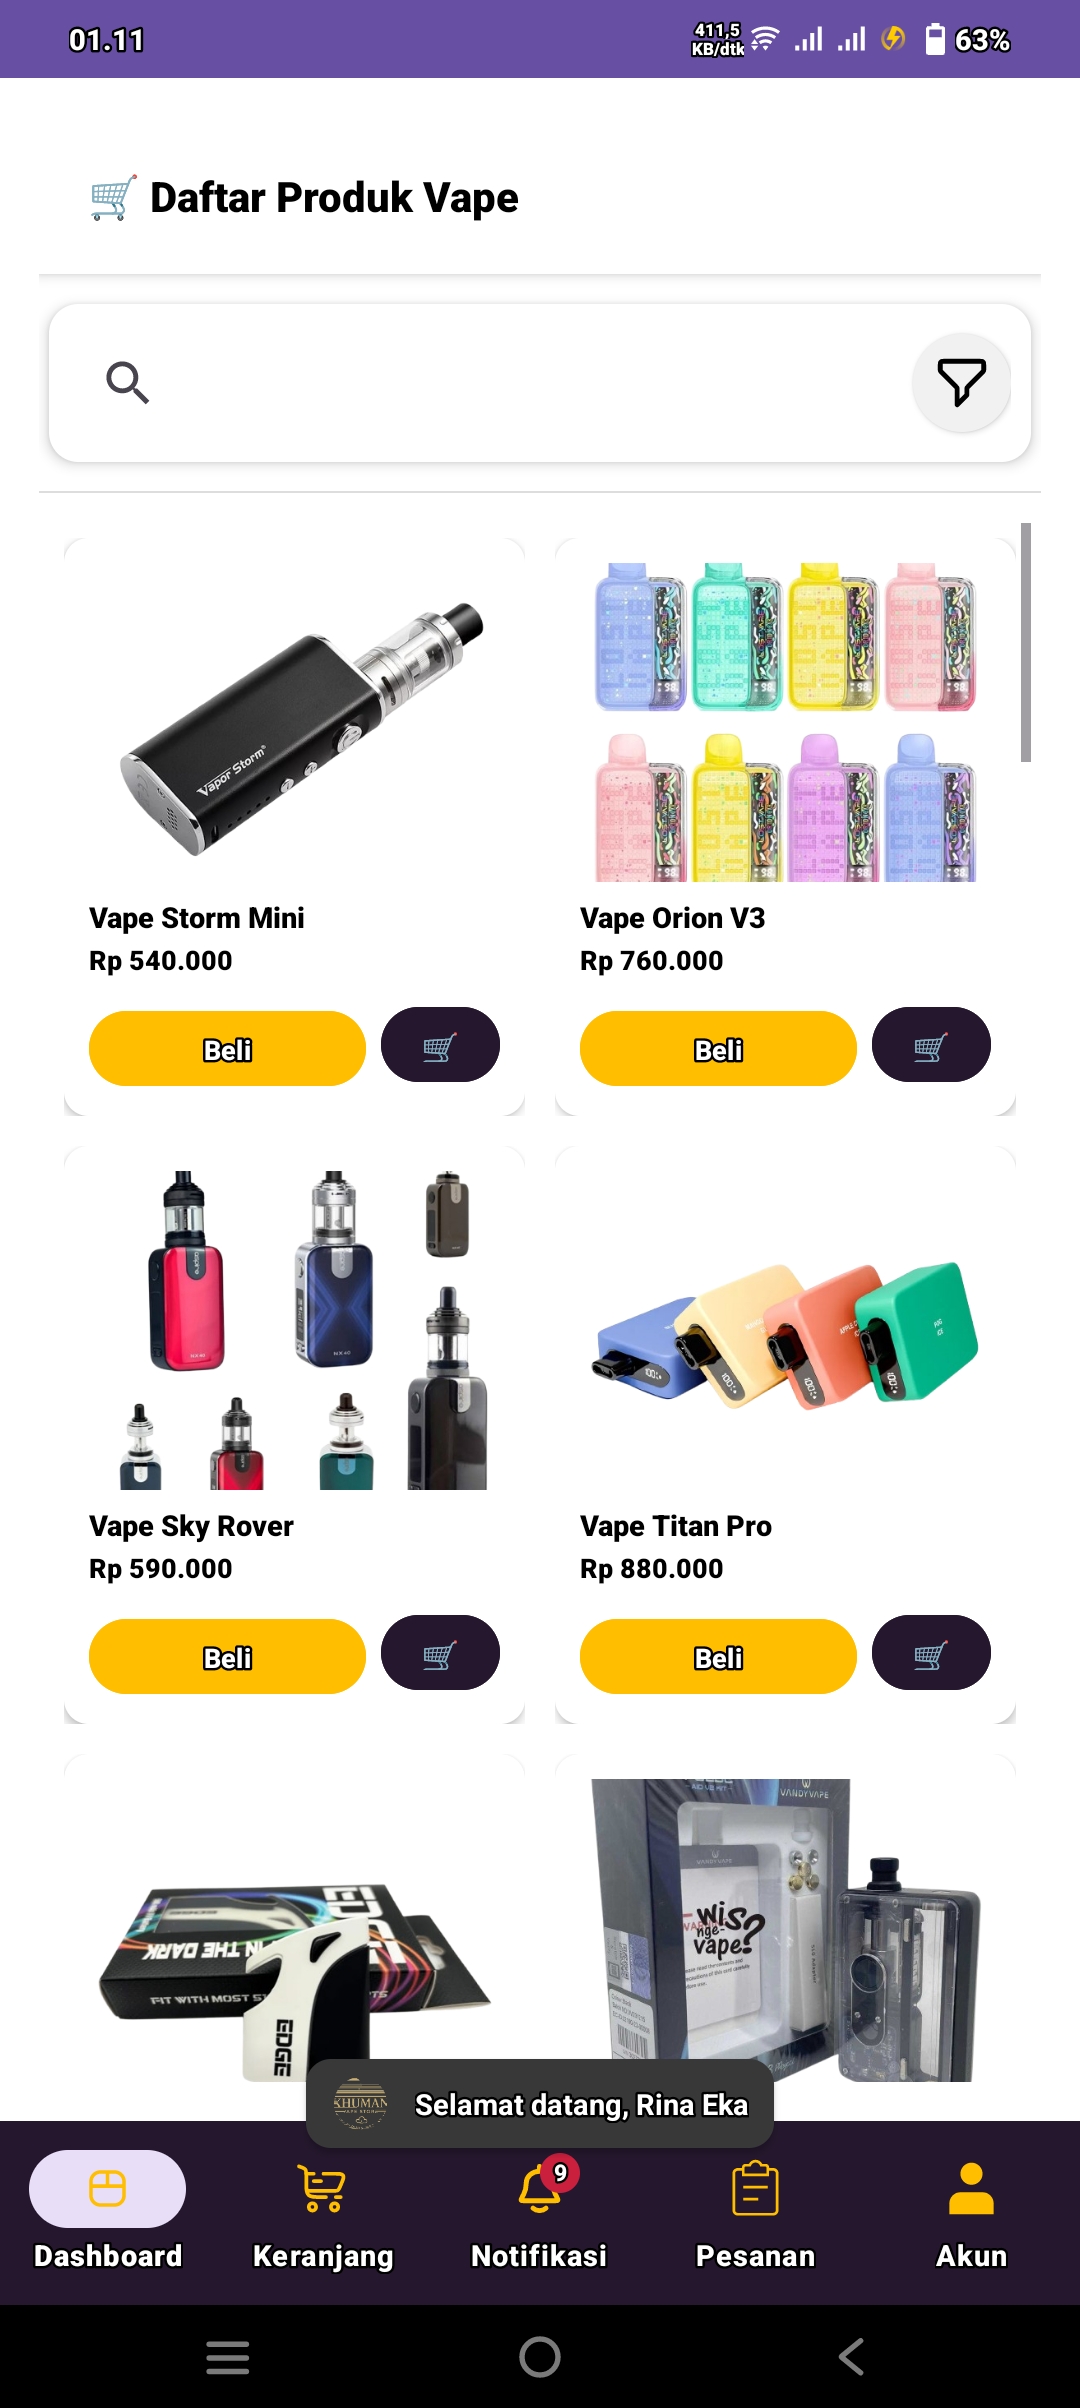 01.11
411,5
KB/dtk
63%
Daftar Produk Vape
Vapor Storm
Vape Storm Mini
Rp 540.000
Beli
Vape Orion V3
Rp 760.000
Beli
Vape Sky Rover
Rp 590.000
Beli
Vape Titan Pro
Rp 880.000
Beli
EDGE
IN THE DARK
FIT WITH MOST
EDGE
VANDYVAPE
VANDY VAPE
wis
nge-
vape?
KHUMAN
Selamat datang, Rina Eka
9
Dashboard
Keranjang
Notifikasi
Pesanan
Akun